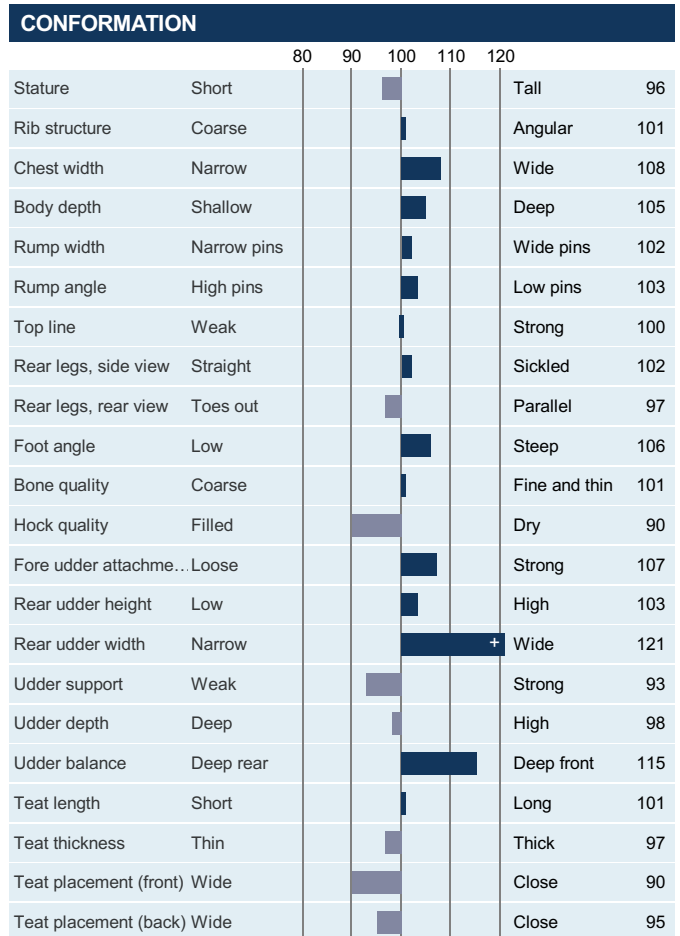 CONFORMATION
80 90 100 110 120
Stature Short Tall 96
Rib structure Coarse Angular 101
Chest width Narrow Wide 108
Body depth Shallow Deep 105
Rump width Narrow pins Wide pins 102
Rump angle High pins Low pins 103
Top line Weak Strong 100
Rear legs, side view Straight Sickled 102
Rear legs, rear view Toes out Parallel 97
Foot angle Low Steep 106
Bone quality Coarse Fine and thin 101
Hock quality Filled Dry 90
Fore udder attachme... Loose Strong 107
Rear udder height Low High 103
Rear udder width Narrow + Wide 121
Udder support Weak Strong 93
Udder depth Deep High 98
Udder balance Deep rear Deep front 115
Teat length Short Long 101
Teat thickness Thin Thick 97
Teat placement (front) Wide Close 90
Teat placement (back) Wide Close 95